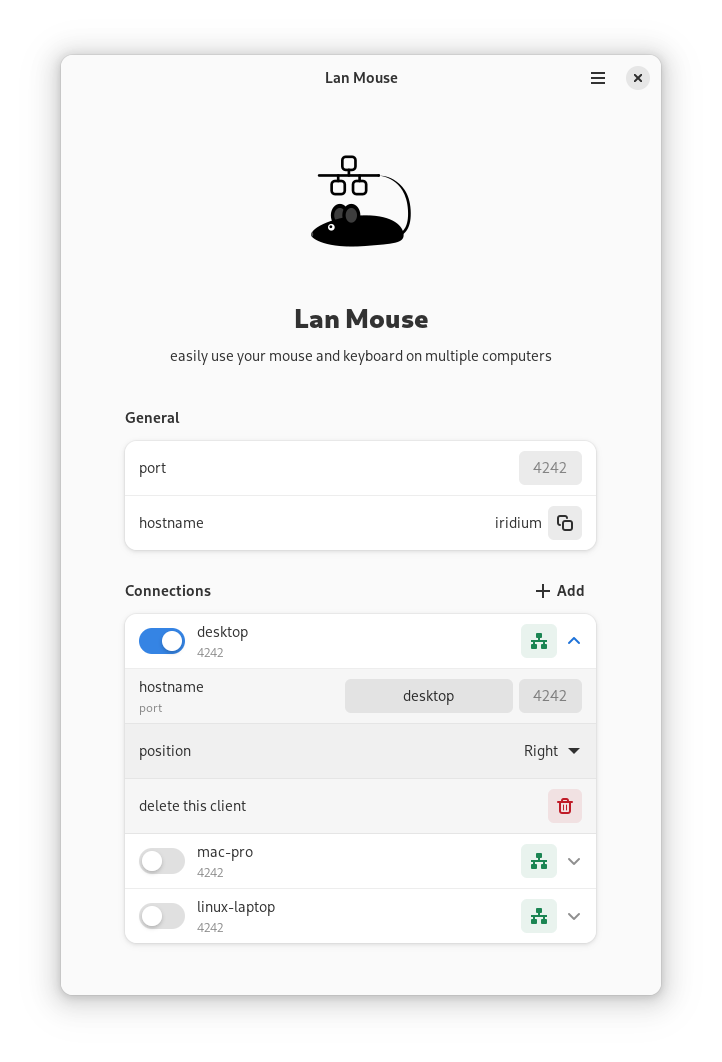 Lan Mouse
Lan Mouse
easily use your mouse and keyboard on multiple computers
General
port 4242
hostname iridium
Connections Add
desktop
4242
hostname
port
desktop 4242
position Right
delete this client
mac-pro
4242
linux-laptop
4242